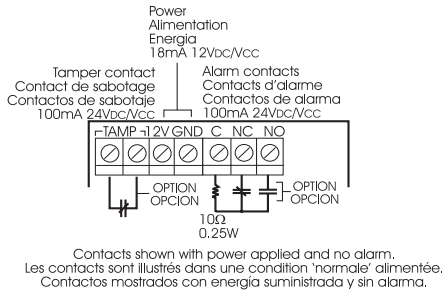 Power
Alimentation
Energia
18mA 12VDC/VCC
Tamper contact
Contact de sabotage
Contactos de sabotaje
100mA 24VDC/VCC
Alarm contacts
Contacts d'alarme
Contactos de alarma
100mA 24VDC/VCC
TAMP 12V GND C NC NO
OPTION
OPCION
OPTION
OPCION
10Ω
0.25W
Contacts shown with power applied and no alarm.
Les contacts sont illustrés dans une condition 'normale' alimentée.
Contactos mostrados con energía suministrada y sin alarma.